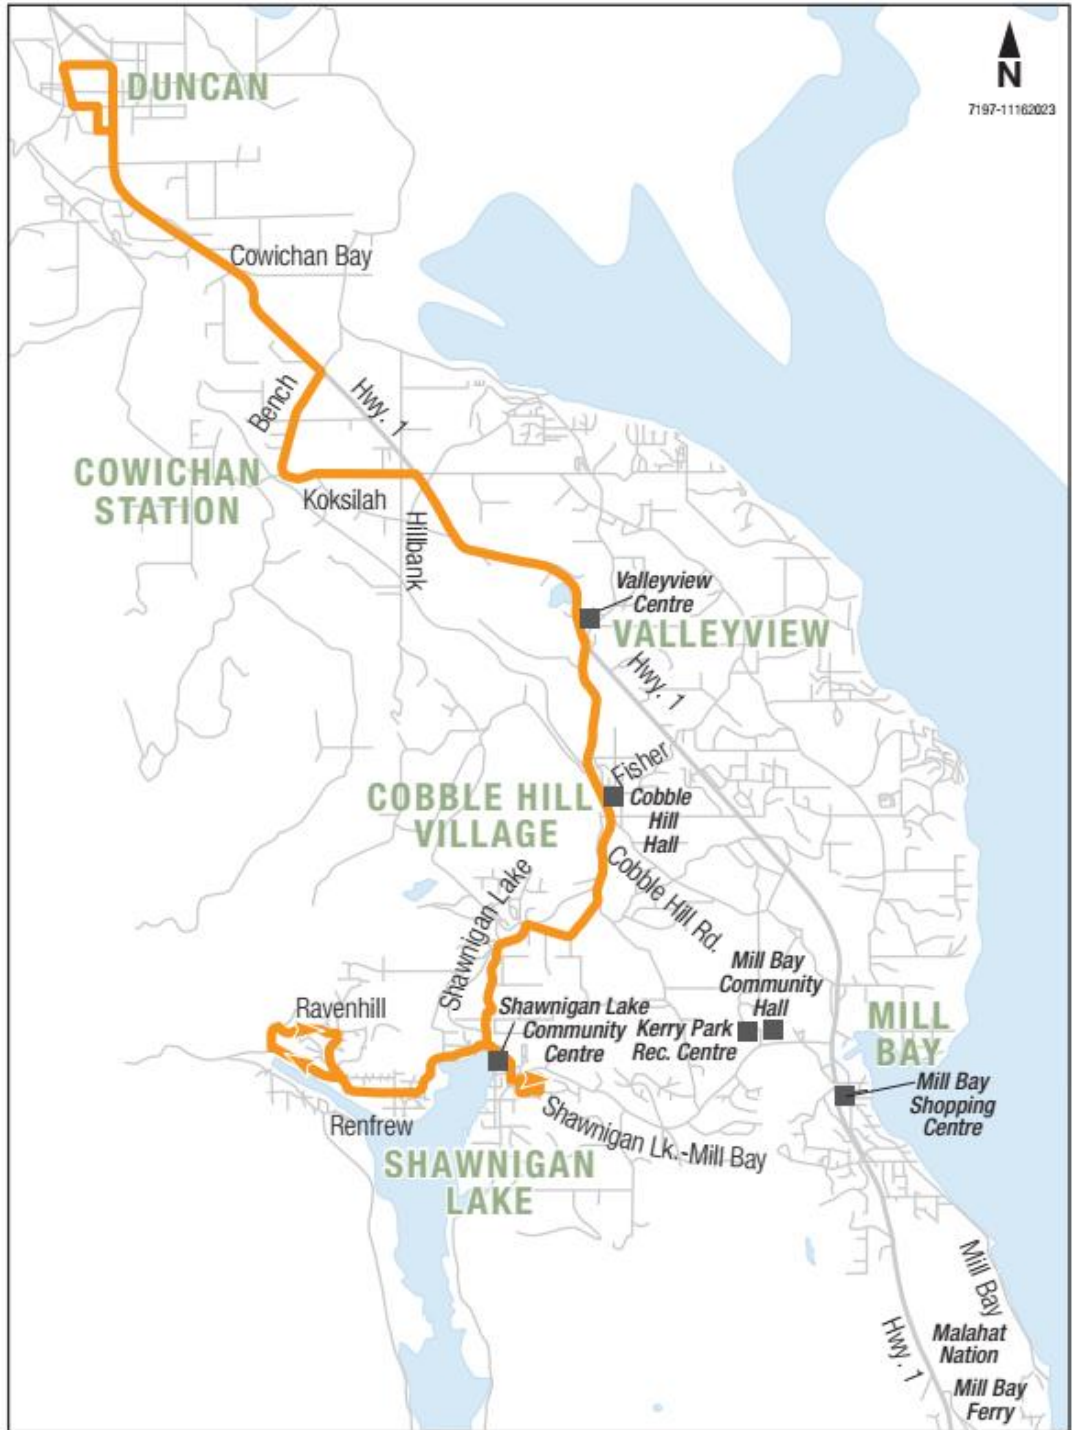 N
7197-11162023
DUNCAN
Cowichan Bay
Bench
Hwy. 1
COWICHAN
STATION
Koksilah
Hillbank
Valleyview
Centre
VALLEYVIEW
Hwy. 1
Fisher
COBBLE HILL
VILLAGE
Cobble
Hill
Hall
Cobble Hill Rd.
Shawnigan Lake
Mill Bay
Community
Hall
Ravenhill
Shawnigan Lake
Community
Centre
Kerry Park
Rec. Centre
MILL
BAY
Mill Bay
Shopping
Centre
Renfrew
Shawnigan Lk.-Mill Bay
SHAWNIGAN
LAKE
Mill Bay
Hwy. 1
Malahat
Nation
Mill Bay
Ferry